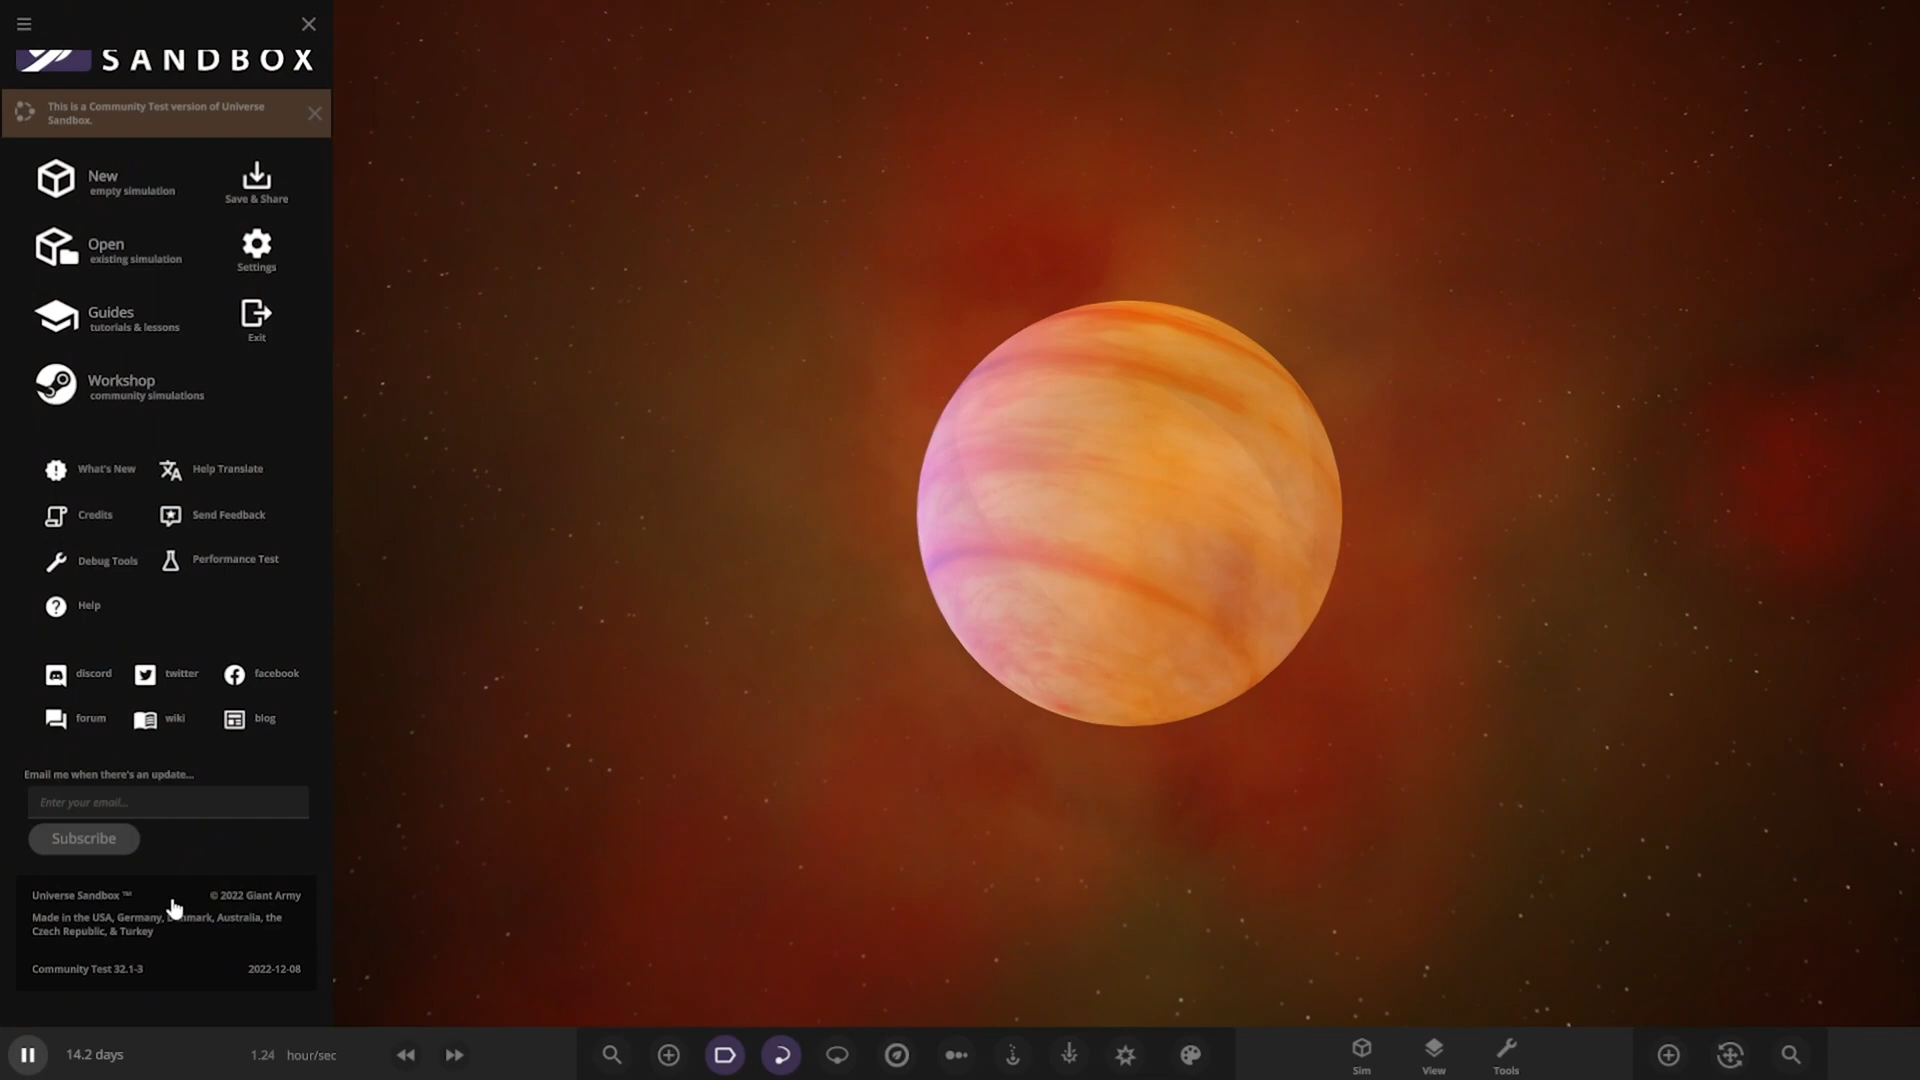 SANDBOX
This is a Community Test version of Universe
Sandbox.
New
empty simulation
Save & Share
Open
existing simulation
Settings
Guides
tutorials & lessons
Exit
Workshop
community simulations
What's New
Help Translate
Credits
Send Feedback
Debug Tools
Performance Test
Help
discord
twitter
facebook
forum
wiki
blog
Email me when there's an update...
Enter your email...
Subscribe
Universe Sandbox ™
© 2022 Giant Army
Made in the USA, Germany, Australia, the
Czech Republic, & Turkey
Community Test 32.1-3
2022-12-08
14.2 days
1.24 hour/sec
Sim
View
Tools